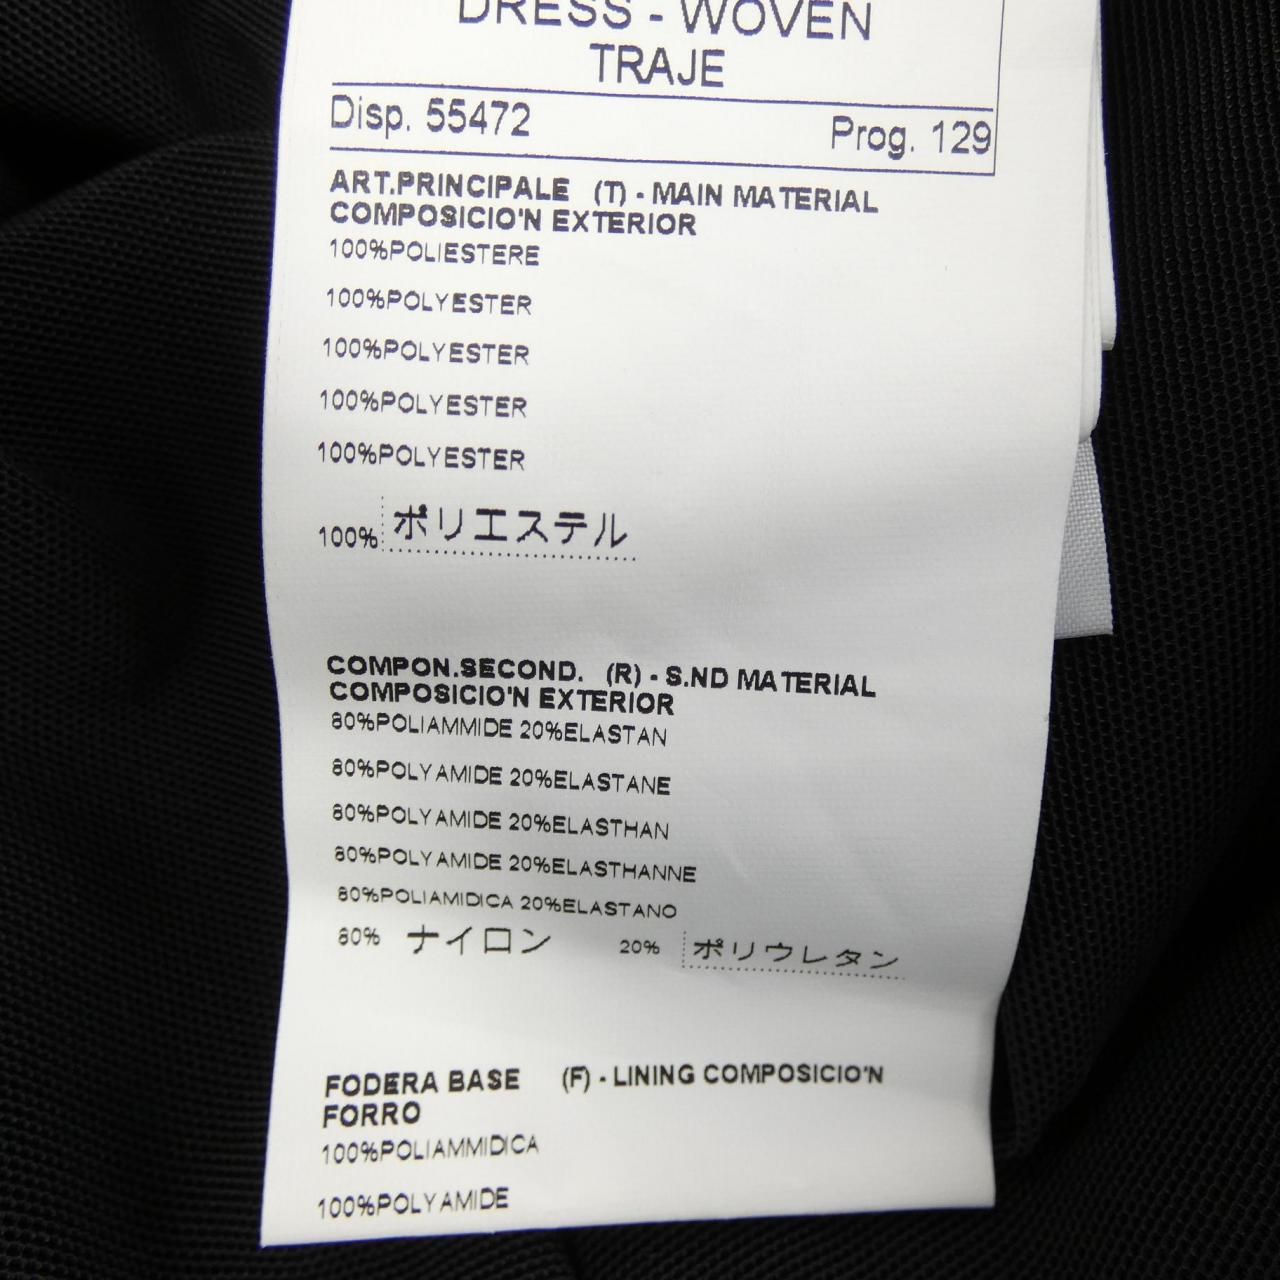 DRESS - WOVEN
TRAJE
Disp. 55472 Prog. 129
ART.PRINCIPALE (T) - MAIN MATERIAL
COMPOSICIO'N EXTERIOR
100%POLIESTERE
100%POLYESTER
100%POLYESTER
100%POLYESTER
100%POLYESTER
100% ポリエステル
COMPON.SECOND. (R) - S.ND MATERIAL
COMPOSICIO'N EXTERIOR
80%POLIAMMIDE 20%ELASTAN
80%POLYAMIDE 20%ELASTANE
80%POLYAMIDE 20%ELASTHAN
80%POLYAMIDE 20%ELASTHANNE
80%POLIAMIDICA 20%ELASTANO
80% ナイロン 20% ポリウレタン
FODERA BASE (F) - LINING COMPOSICIO'N
FORRO
100%POLIAMMIDICA
100%POLYAMIDE